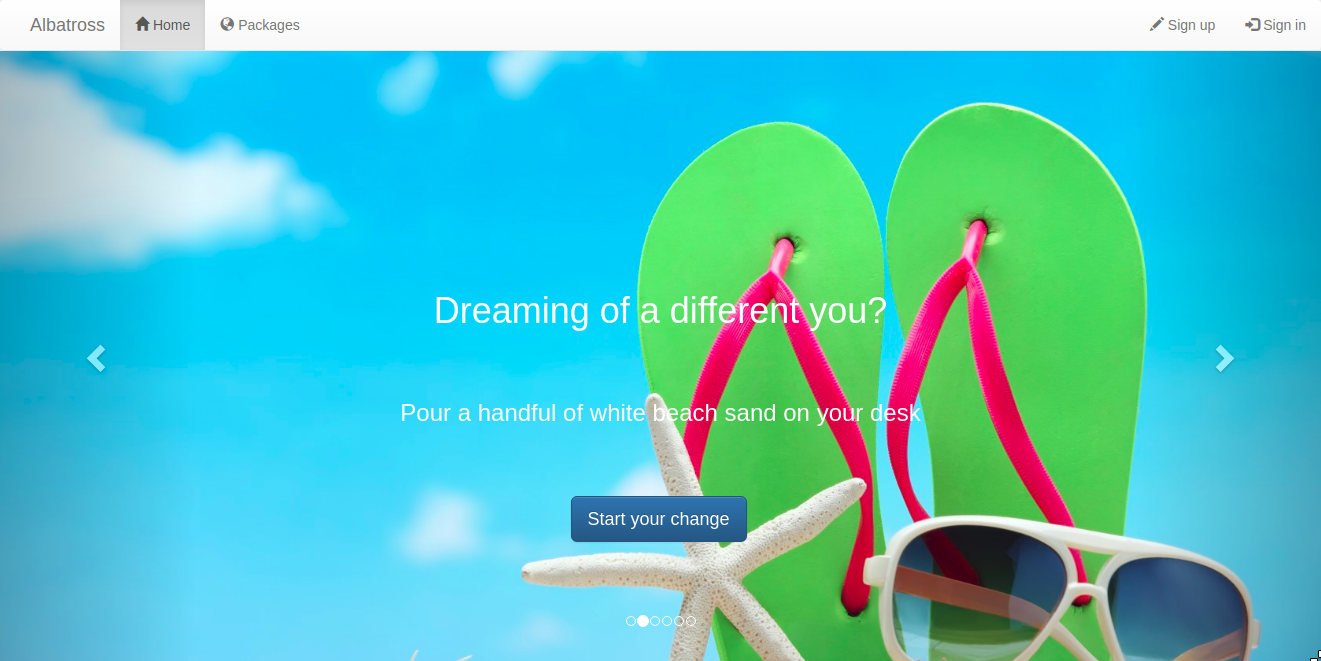 Albatross Home Packages Sign up Sign in
Dreaming of a different you?
Pour a handful of white beach sand on your desk
Start your change